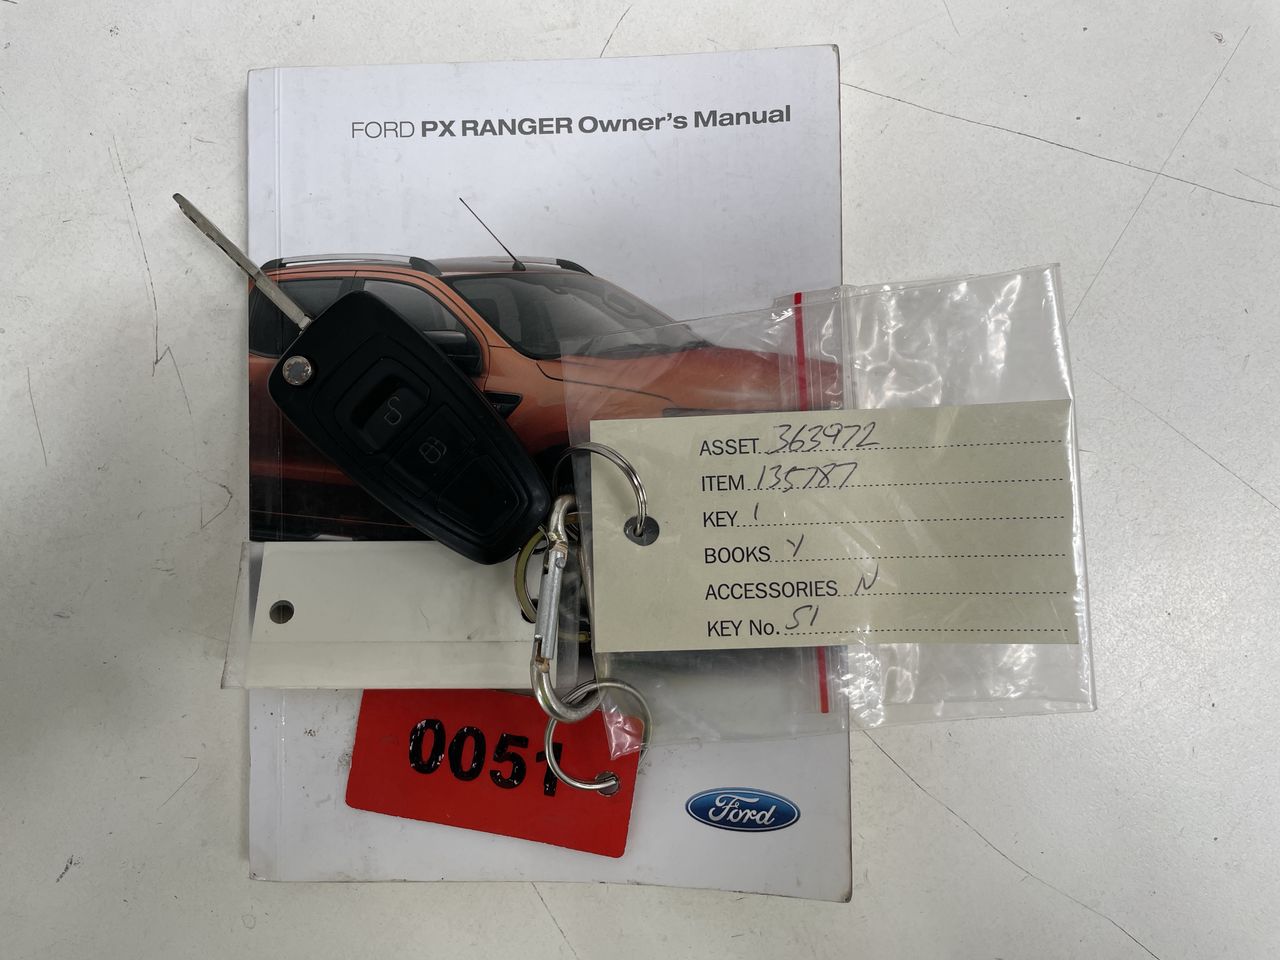 FORD PX RANGER Owner's Manual
ASSET 363972
ITEM 135787
KEY 1
BOOKS Y
ACCESSORIES N
KEY No. 51
0051
Ford